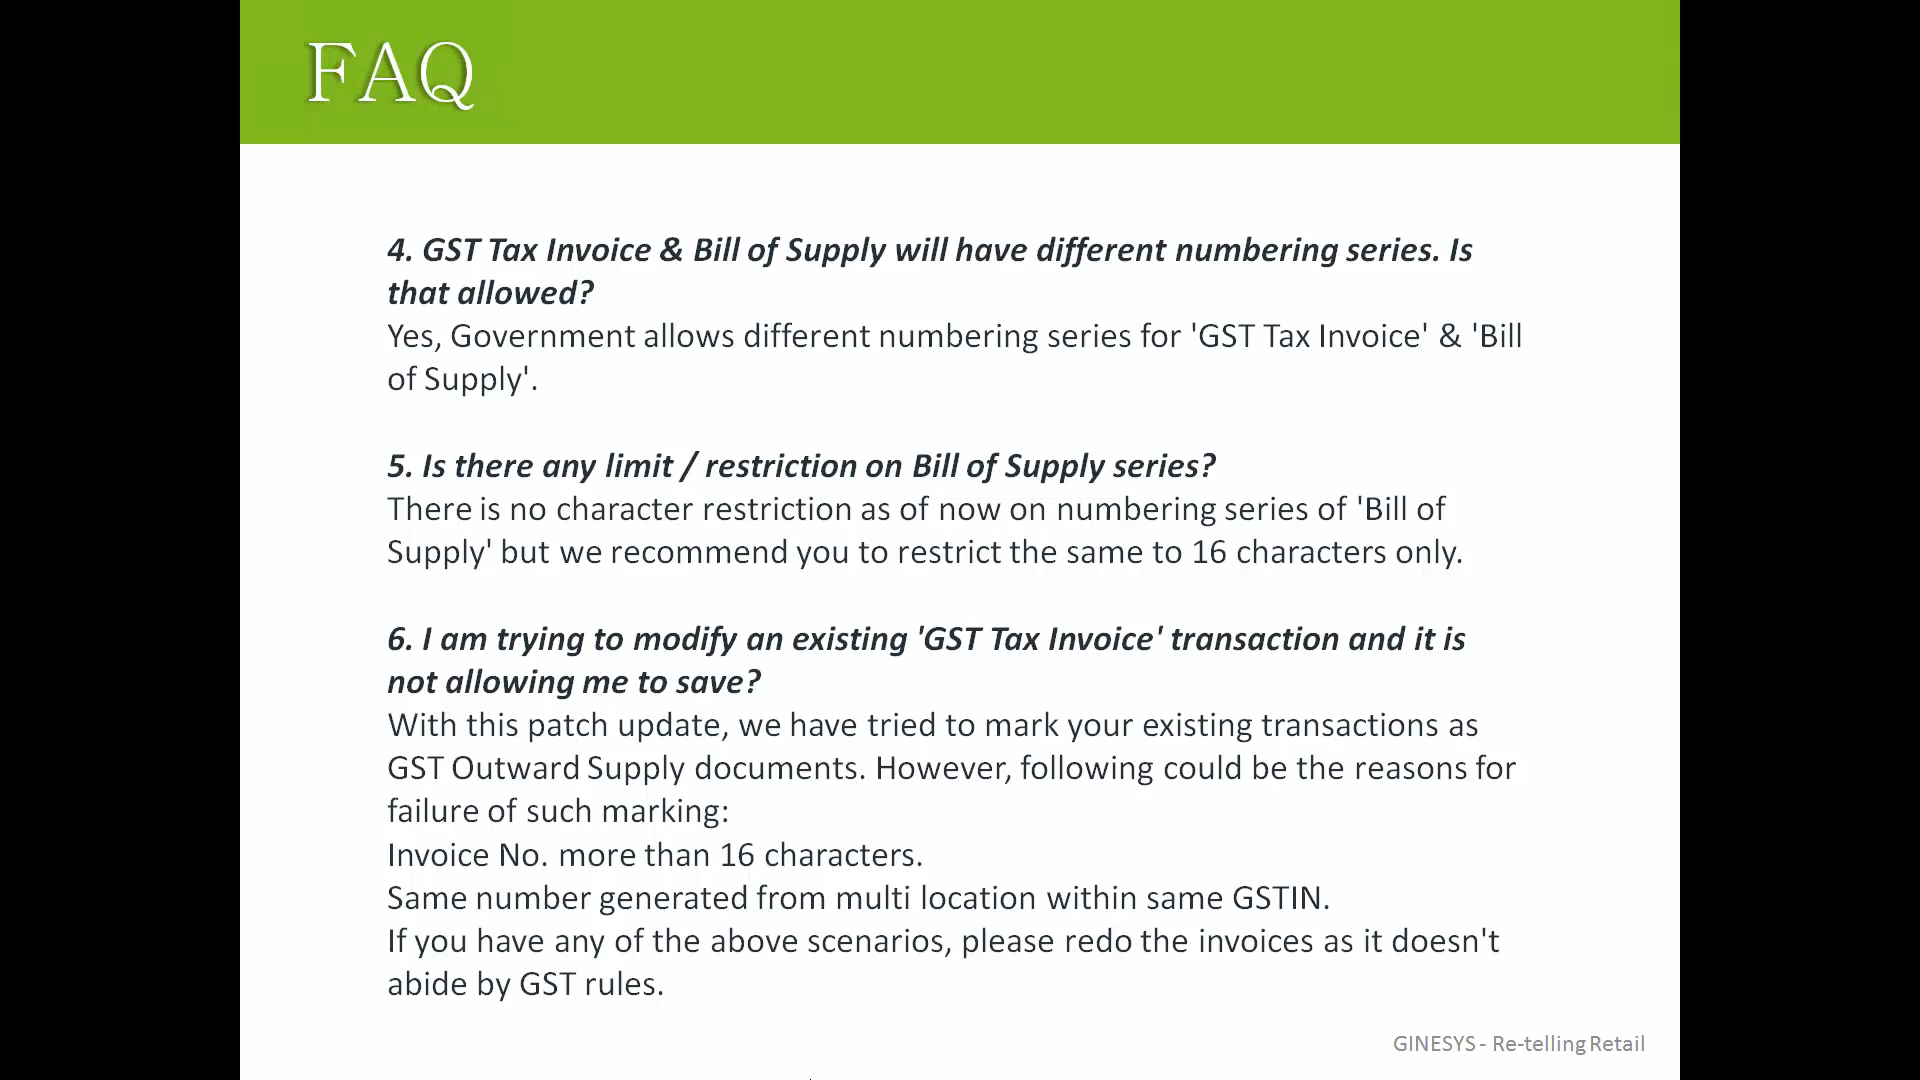 FAQ
4. GST Tax Invoice & Bill of Supply will have different numbering series. Is
that allowed?
Yes, Government allows different numbering series for 'GST Tax Invoice' & 'Bill
of Supply'.
5. Is there any limit / restriction on Bill of Supply series?
There is no character restriction as of now on numbering series of 'Bill of
Supply' but we recommend you to restrict the same to 16 characters only.
6. I am trying to modify an existing 'GST Tax Invoice' transaction and it is
not allowing me to save?
With this patch update, we have tried to mark your existing transactions as
GST Outward Supply documents. However, following could be the reasons for
failure of such marking:
Invoice No. more than 16 characters.
Same number generated from multi location within same GSTIN.
If you have any of the above scenarios, please redo the invoices as it doesn't
abide by GST rules.
GINESYS - Re-telling Retail